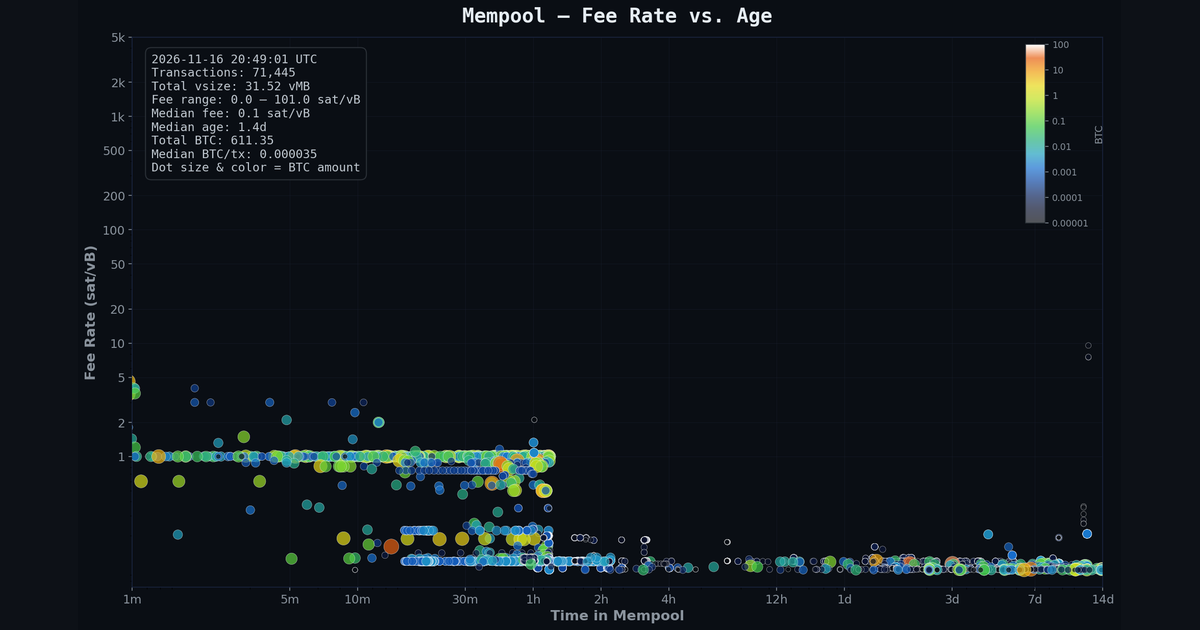 Mempool — Fee Rate vs. Age
2026-11-16 20:49:01 UTC
Transactions: 71,445
Total vsize: 31.52 vMB
Fee range: 0.0 — 101.0 sat/vB
Median fee: 0.1 sat/vB
Median age: 1.4d
Total BTC: 611.35
Median BTC/tx: 0.000035
Dot size & color = BTC amount
100
10
1
0.1
0.01
0.001
0.0001
0.00001
BTC
Fee Rate (sat/vB)
5k
2k
1k
500
200
100
50
20
10
5
2
1
1m 5m 10m 30m 1h 2h 4h 12h 1d 3d 7d 14d
Time in Mempool